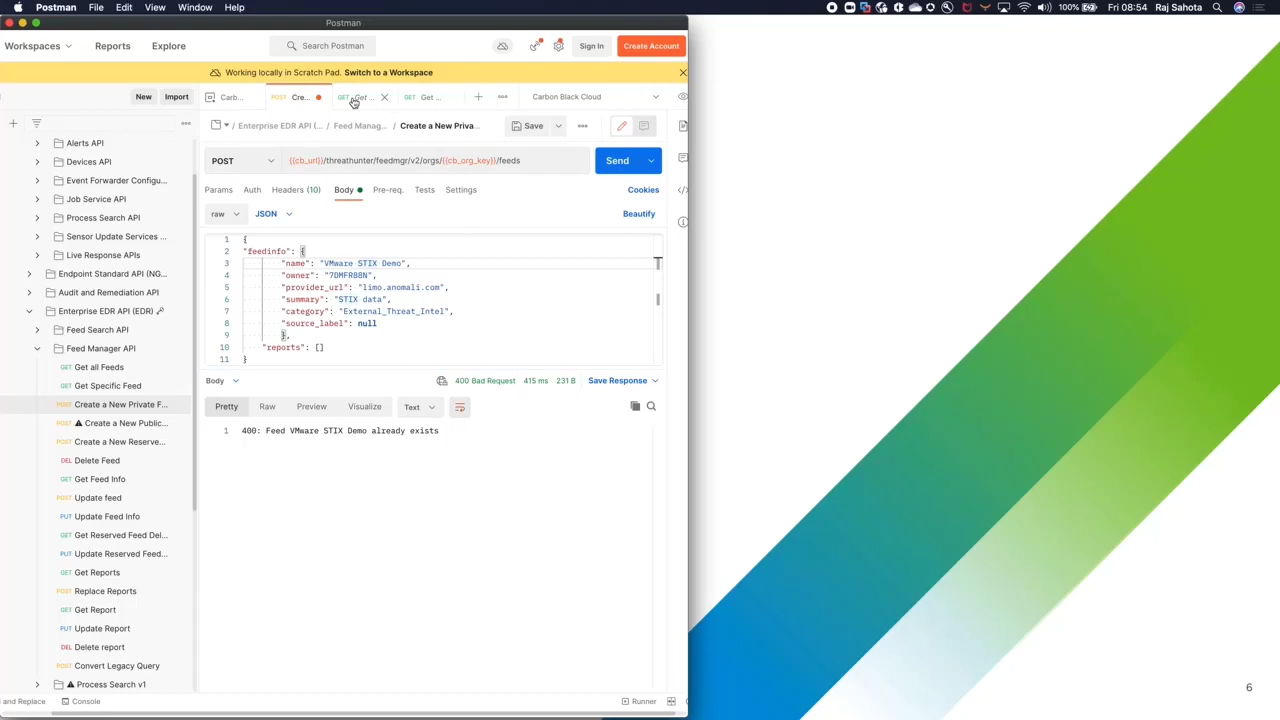 Postman File Edit View Window Help 100% Fri 08:54 Raj Sahota
Postman
Workspaces Reports Explore Search Postman Sign In Create Account
Working locally in Scratch Pad. Switch to a Workspace
New Import Carb... POST Cre... GET Get ... GET Get ... Carbon Black Cloud
/ Enterprise EDR API (... / Feed Manag... / Create a New Priva... Save
POST {{cb_url}}/threathunter/feedmgr/v2/orgs/{{cb_org_key}}/feeds Send
Params Auth Headers (10) Body Pre-req. Tests Settings Cookies
raw JSON Beautify
1 {
2 "feedinfo": {
3 "name": "VMware STIX Demo",
4 "owner": "7DMFR88N",
5 "provider_url": "limo.anomali.com",
6 "summary": "STIX data",
7 "category": "External_Threat_Intel",
8 "source_label": null
9 },
10 "reports": []
11 }
Body 400 Bad Request 415 ms 231 B Save Response
Pretty Raw Preview Visualize Text
1 400: Feed VMware STIX Demo already exists
Alerts API
Devices API
Event Forwarder Configu...
Job Service API
Process Search API
Sensor Update Services ...
Live Response APIs
Endpoint Standard API (NG...
Audit and Remediation API
Enterprise EDR API (EDR)
Feed Search API
Feed Manager API
GET Get all Feeds
GET Get Specific Feed
POST Create a New Private F...
POST Create a New Public...
POST Create a New Reserve...
DEL Delete Feed
GET Get Feed Info
POST Update feed
PUT Update Feed Info
GET Get Reserved Feed Del...
PUT Update Reserved Feed...
GET Get Reports
POST Replace Reports
GET Get Report
PUT Update Report
DEL Delete report
POST Convert Legacy Query
Process Search v1
and Replace Console Runner
6